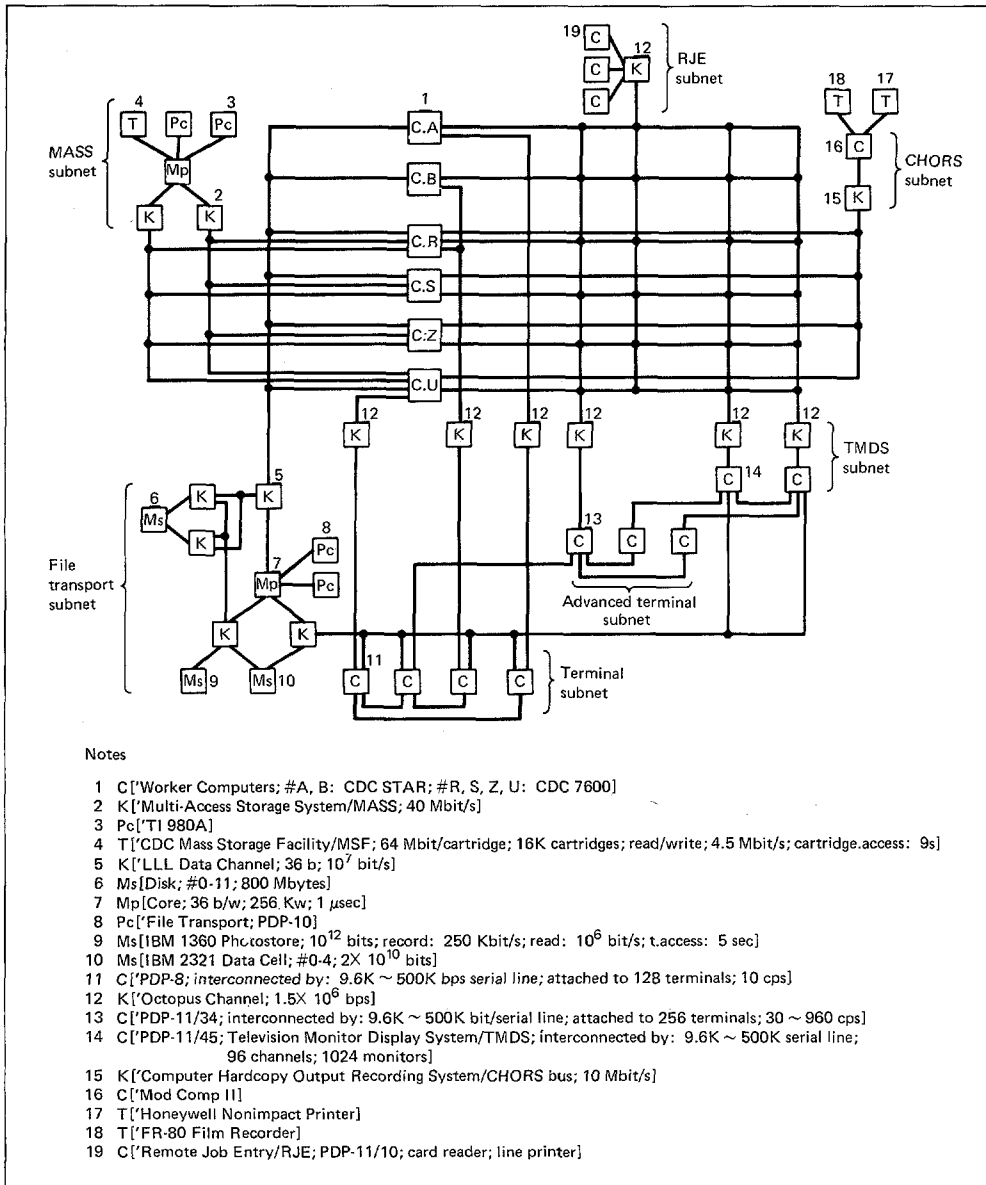 19 C 12 RJE
C K subnet
C
4 3
T Pc Pc
MASS
subnet
Mp
2
K K
1
C.A
C.B
C.R
C.S
C:Z
C.U
18 17
T T
16 C CHORS
subnet
15 K
12 12 12 12 12 12
K K K K K K
TMDS
subnet
C 14 C
13
C C C
Advanced terminal
subnet
5
K K
6
Ms
K
8
Pc
7
Mp Pc
File
transport
subnet
K K
Ms 9 Ms 10
11
C C C C
Terminal
subnet
Notes
1 C['Worker Computers; #A, B: CDC STAR; #R, S, Z, U: CDC 7600]
2 K['Multi-Access Storage System/MASS; 40 Mbit/s]
3 Pc['TI 980A]
4 T['CDC Mass Storage Facility/MSF; 64 Mbit/cartridge; 16K cartridges; read/write; 4.5 Mbit/s; cartridge.access: 9s]
5 K['LLL Data Channel; 36 b; 10⁷ bit/s]
6 Ms[Disk; #0-11; 800 Mbytes]
7 Mp[Core; 36 b/w; 256 Kw; 1 μsec]
8 Pc['File Transport; PDP-10]
9 Ms[IBM 1360 Photostore; 10¹² bits; record: 250 Kbit/s; read: 10⁶ bit/s; t.access: 5 sec]
10 Ms[IBM 2321 Data Cell; #0-4; 2X 10¹⁰ bits]
11 C['PDP-8; interconnected by: 9.6K ~ 500K bps serial line; attached to 128 terminals; 10 cps]
12 K['Octopus Channel; 1.5X 10⁶ bps]
13 C['PDP-11/34; interconnected by: 9.6K ~ 500K bit/serial line; attached to 256 terminals; 30 ~ 960 cps]
14 C['PDP-11/45; Television Monitor Display System/TMDS; interconnected by: 9.6K ~ 500K serial line;
96 channels; 1024 monitors]
15 K['Computer Hardcopy Output Recording System/CHORS bus; 10 Mbit/s]
16 C['Mod Comp II]
17 T['Honeywell Nonimpact Printer]
18 T['FR-80 Film Recorder]
19 C['Remote Job Entry/RJE; PDP-11/10; card reader; line printer]